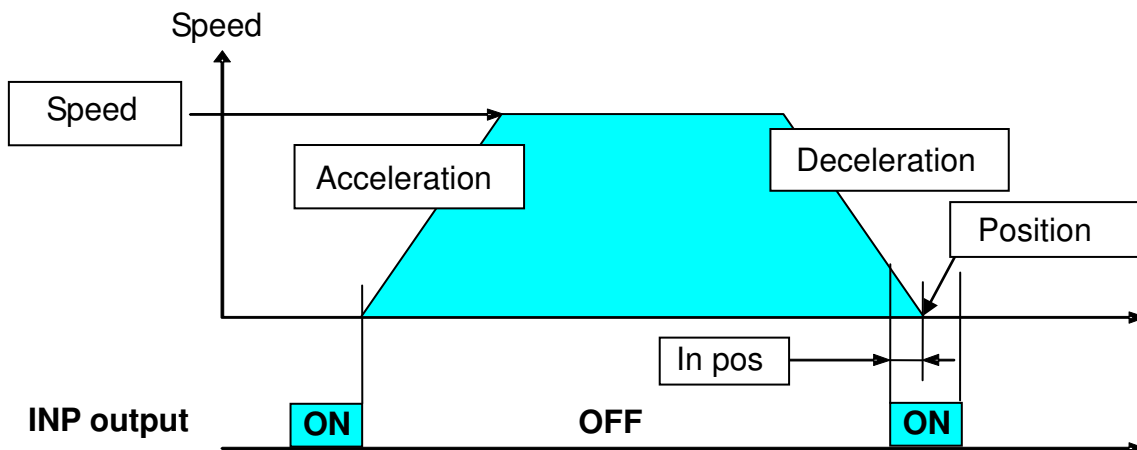 Speed
Speed
Acceleration
Deceleration
Position
In pos
INP output
ON
OFF
ON